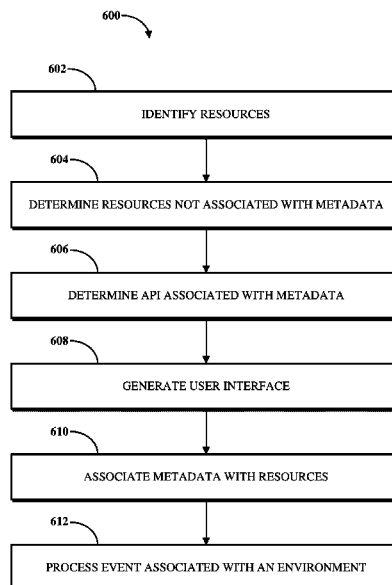 600
602
IDENTIFY RESOURCES
604
DETERMINE RESOURCES NOT ASSOCIATED WITH METADATA
606
DETERMINE API ASSOCIATED WITH METADATA
608
GENERATE USER INTERFACE
610
ASSOCIATE METADATA WITH RESOURCES
612
PROCESS EVENT ASSOCIATED WITH AN ENVIRONMENT